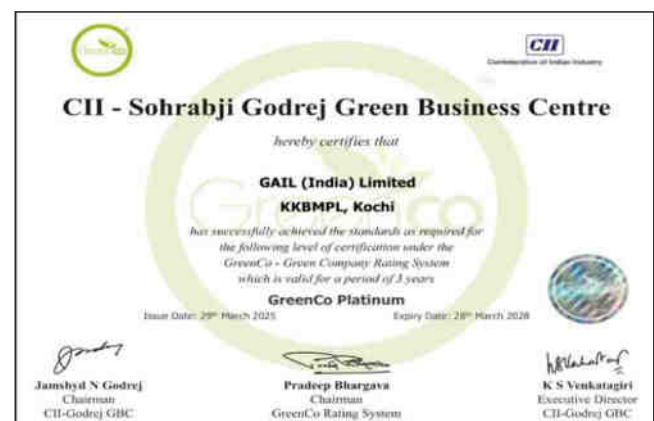 GreenCo
CII
Confederation of Indian Industry
CII - Sohrabji Godrej Green Business Centre
hereby certifies that
GAIL (India) Limited
KKBMPL, Kochi
has successfully achieved the standards as required for
the following level of certification under the
GreenCo - Green Company Rating System
which is valid for a period of 3 years
GreenCo Platinum
Issue Date: 29th March 2025 Expiry Date: 28th March 2028
Jamshyd N Godrej
Chairman
CII-Godrej GBC
Pradeep Bhargava
Chairman
GreenCo Rating System
K S Venkatagiri
Executive Director
CII-Godrej GBC